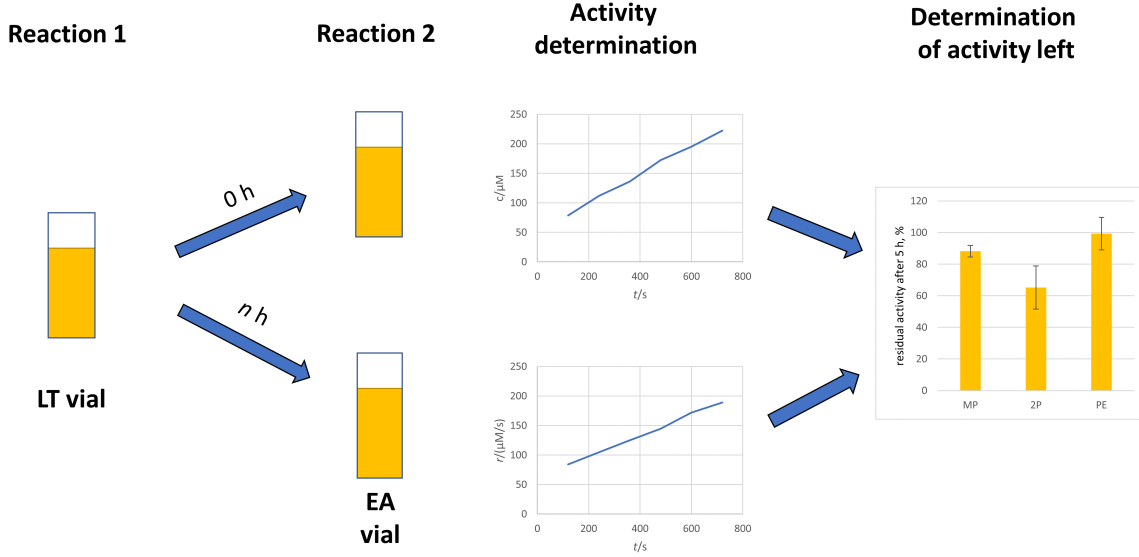 Reaction 1
Reaction 2
Activity
determination
Determination
of activity left
0 h
n h
LT vial
EA
vial
250
200
150
100
50
0
c/µM
0 200 400 600 800
t/s
250
200
150
100
50
0
r/(µM/s)
0 200 400 600 800
t/s
120
100
80
60
40
20
0
residual activity after 5 h, %
MP 2P PE